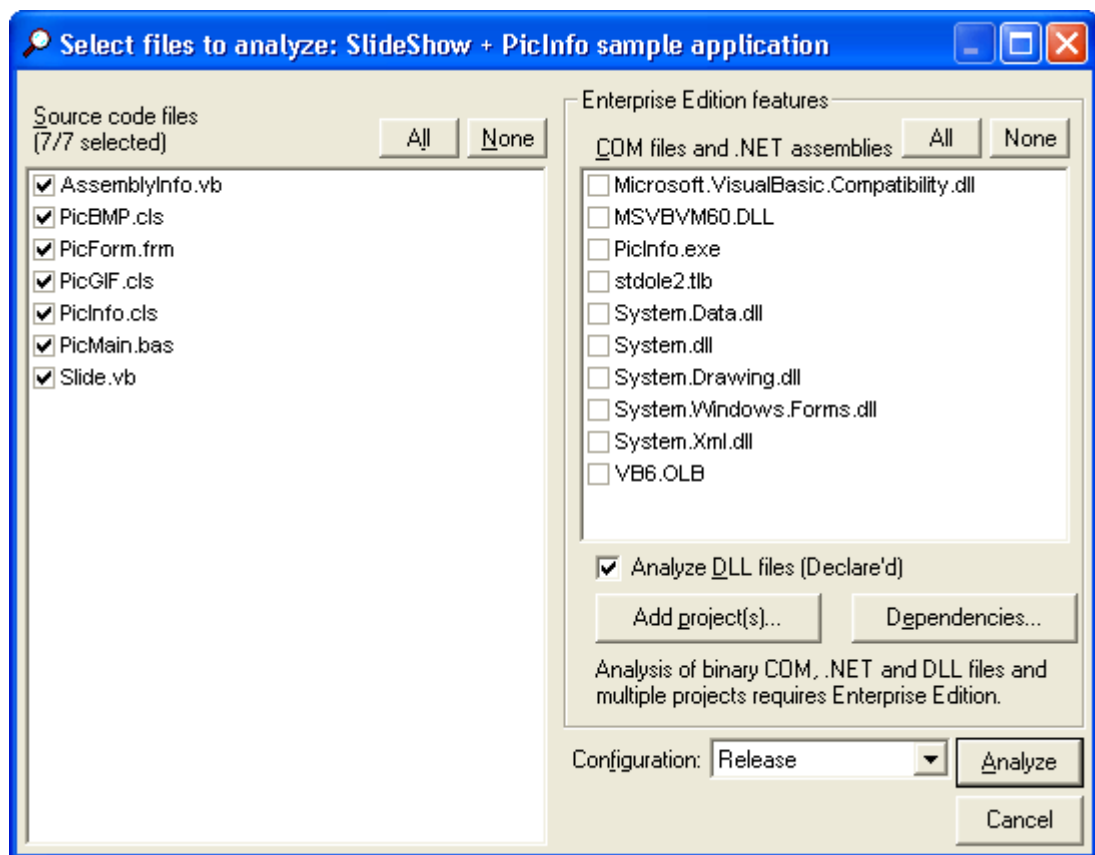 Select files to analyze: SlideShow + PicInfo sample application
Source code files
(7/7 selected)
All
None
AssemblyInfo.vb
PicBMP.cls
PicForm.frm
PicGIF.cls
PicInfo.cls
PicMain.bas
Slide.vb
Enterprise Edition features
COM files and .NET assemblies
All
None
Microsoft.VisualBasic.Compatibility.dll
MSVBVM60.DLL
PicInfo.exe
stdole2.tlb
System.Data.dll
System.dll
System.Drawing.dll
System.Windows.Forms.dll
System.Xml.dll
VB6.OLB
Analyze DLL files (Declare'd)
Add project(s)...
Dependencies...
Analysis of binary COM, .NET and DLL files and
multiple projects requires Enterprise Edition.
Configuration:
Release
Analyze
Cancel